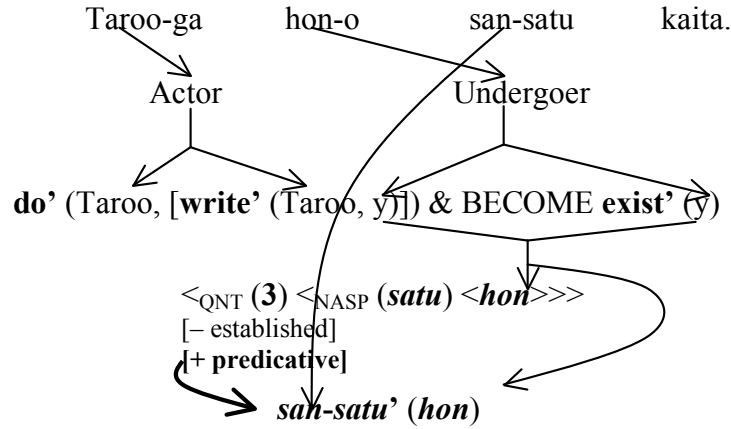 Taroo-ga hon-o san-satu kaita.
Actor Undergoer
do’ (Taroo, [write’ (Taroo, y)]) & BECOME exist’ (y)
<QNT (3) <NASP (satu) <hon>>>
[– established]
[+ predicative]
san-satu’ (hon)